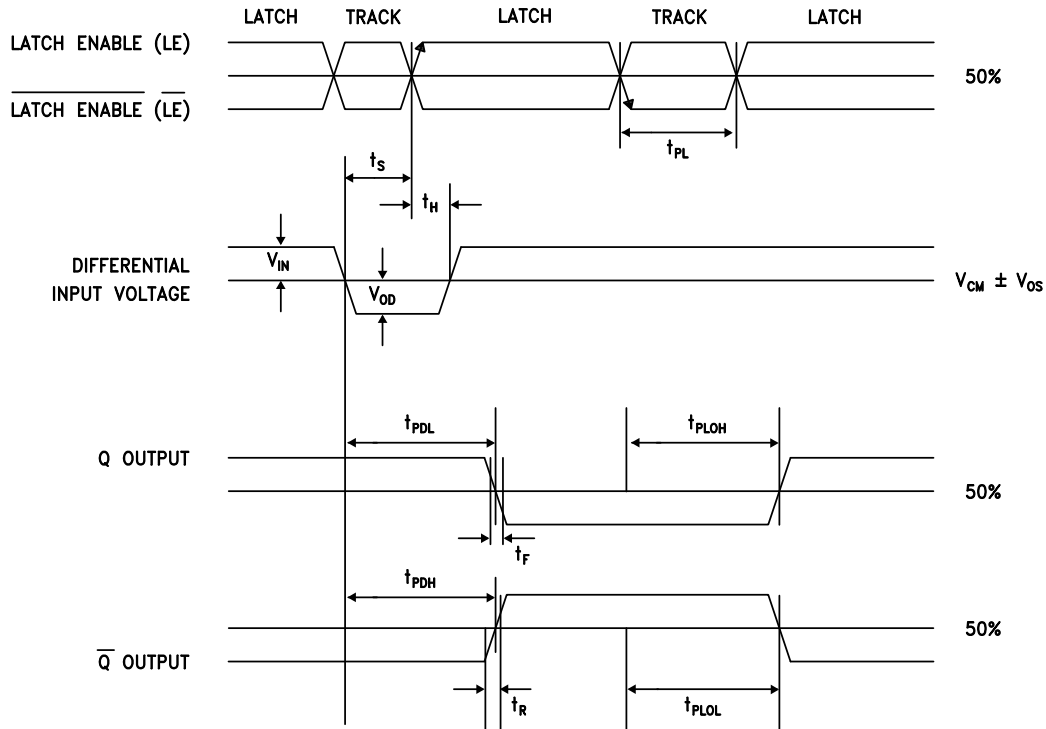 LATCH TRACK LATCH TRACK LATCH
LATCH ENABLE (LE)
50%
LATCH ENABLE (LE)
tPL
tS
tH
VIN
DIFFERENTIAL
INPUT VOLTAGE
VOD
VCM ± VOS
tPDL
tPLOH
Q OUTPUT
50%
tF
tPDH
50%
Q OUTPUT
tR
tPLOL